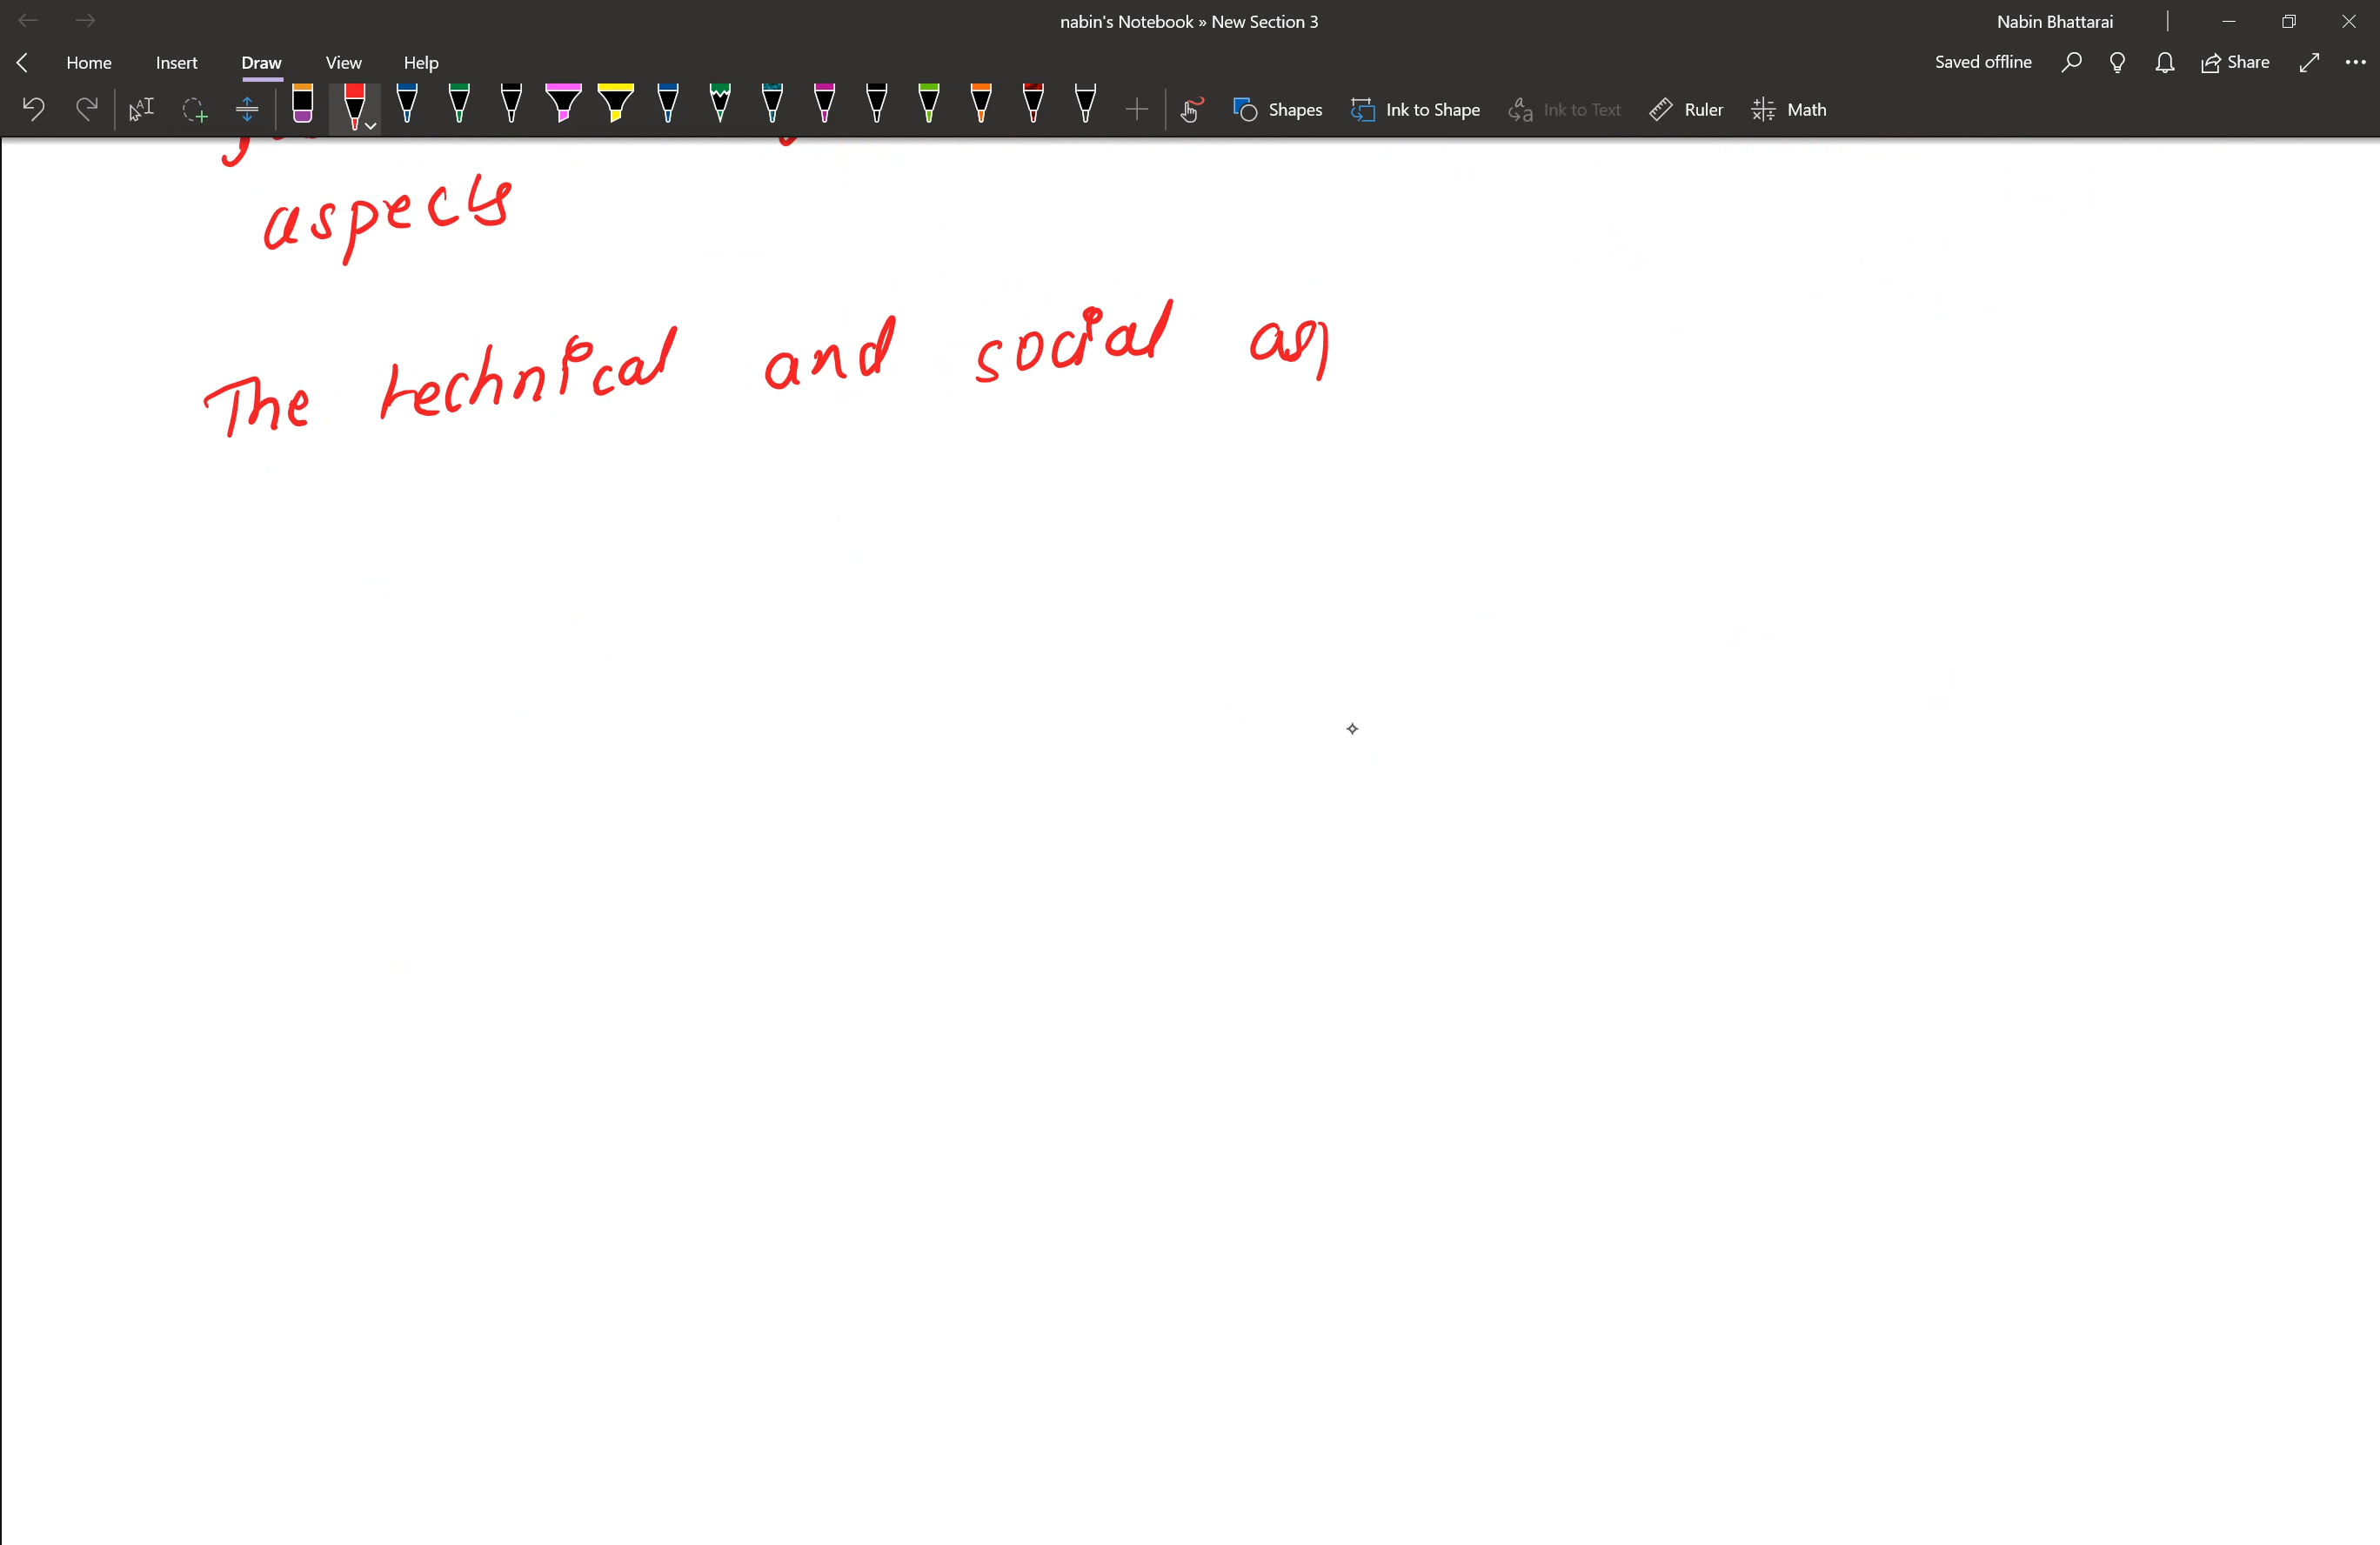 nabin's Notebook » New Section 3
Nabin Bhattarai
Home Insert Draw View Help
Saved offline
Share
Shapes Ink to Shape Ink to Text Ruler Math
aspects
The technical and social asp